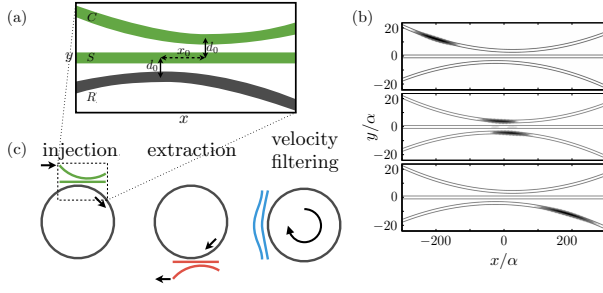 (a)
C
y
S
x₀
d₀
d₀
R
x
(b)
20
0
−20
20
0
−20
20
0
−20
y/α
−200
0
200
x/α
(c)
injection
extraction
velocity
filtering